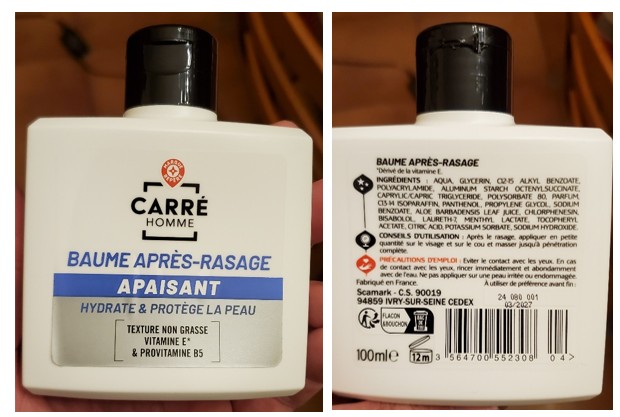 MARQUE REPÈRE
CARRÉ
HOMME
BAUME APRÈS-RASAGE
APAISANT
HYDRATE & PROTÈGE LA PEAU
TEXTURE NON GRASSE
VITAMINE E*
& PROVITAMINE B5
BAUME APRÈS-RASAGE
*Dérivé de la vitamine E.
INGRÉDIENTS : AQUA, GLYCERIN, C12-15 ALKYL BENZOATE,
POLYACRYLAMIDE, ALUMINUM STARCH OCTENYLSUCCINATE,
CAPRYLIC/CAPRIC TRIGLYCERIDE, POLYSORBATE 80, PARFUM,
C13-14 ISOPARAFFIN, PANTHENOL, PROPYLENE GLYCOL, SODIUM
BENZOATE, ALOE BARBADENSIS LEAF JUICE, CHLORPHENESIN,
BISABOLOL, LAURETH-7, MENTHYL LACTATE, TOCOPHERYL
ACETATE, CITRIC ACID, POTASSIUM SORBATE, SODIUM HYDROXIDE.
CONSEILS D'UTILISATION : Après le rasage, appliquer en petite
quantité sur le visage et sur le cou et masser jusqu'à pénétration
complète.
PRÉCAUTIONS D'EMPLOI : Eviter le contact avec les yeux. En cas
de contact avec les yeux, rincer immédiatement et abondamment
avec de l'eau. Ne pas appliquer sur une peau irritée ou endommagée.
Fabriqué en France. À utiliser de préférence avant fin :
Scamark - C.S. 90019
94859 IVRY-SUR-SEINE CEDEX
24 080 001
03/2027
FLACON
&BOUCHON
100ml e
12 m
3 564700 552308 04 >